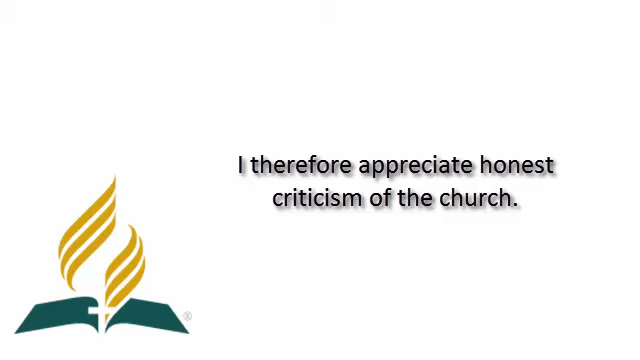 I therefore appreciate honest
criticism of the church.
®